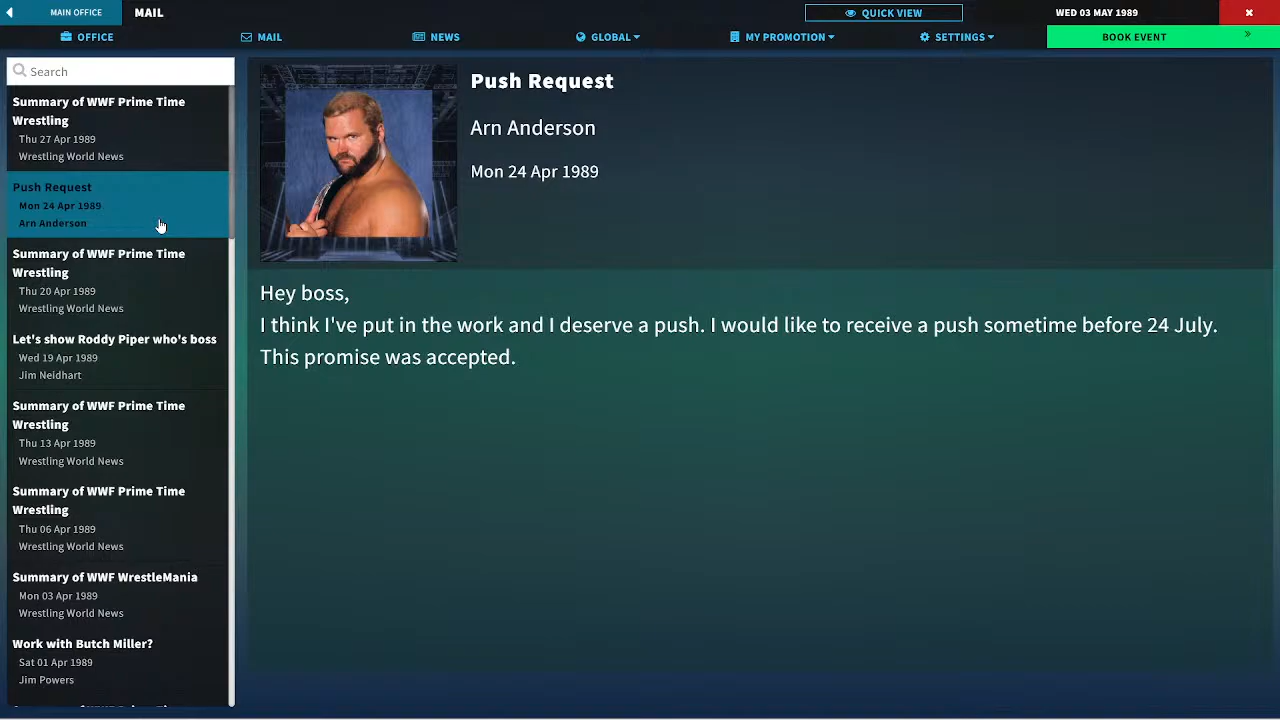 MAIN OFFICE
MAIL
QUICK VIEW
WED 03 MAY 1989
OFFICE
MAIL
NEWS
GLOBAL
MY PROMOTION
SETTINGS
BOOK EVENT
Search
Summary of WWF Prime Time
Wrestling
Thu 27 Apr 1989
Wrestling World News
Push Request
Mon 24 Apr 1989
Arn Anderson
Summary of WWF Prime Time
Wrestling
Thu 20 Apr 1989
Wrestling World News
Let's show Roddy Piper who's boss
Wed 19 Apr 1989
Jim Neidhart
Summary of WWF Prime Time
Wrestling
Thu 13 Apr 1989
Wrestling World News
Summary of WWF Prime Time
Wrestling
Thu 06 Apr 1989
Wrestling World News
Summary of WWF WrestleMania
Mon 03 Apr 1989
Wrestling World News
Work with Butch Miller?
Sat 01 Apr 1989
Jim Powers
Push Request
Arn Anderson
Mon 24 Apr 1989
Hey boss,
I think I've put in the work and I deserve a push. I would like to receive a push sometime before 24 July.
This promise was accepted.